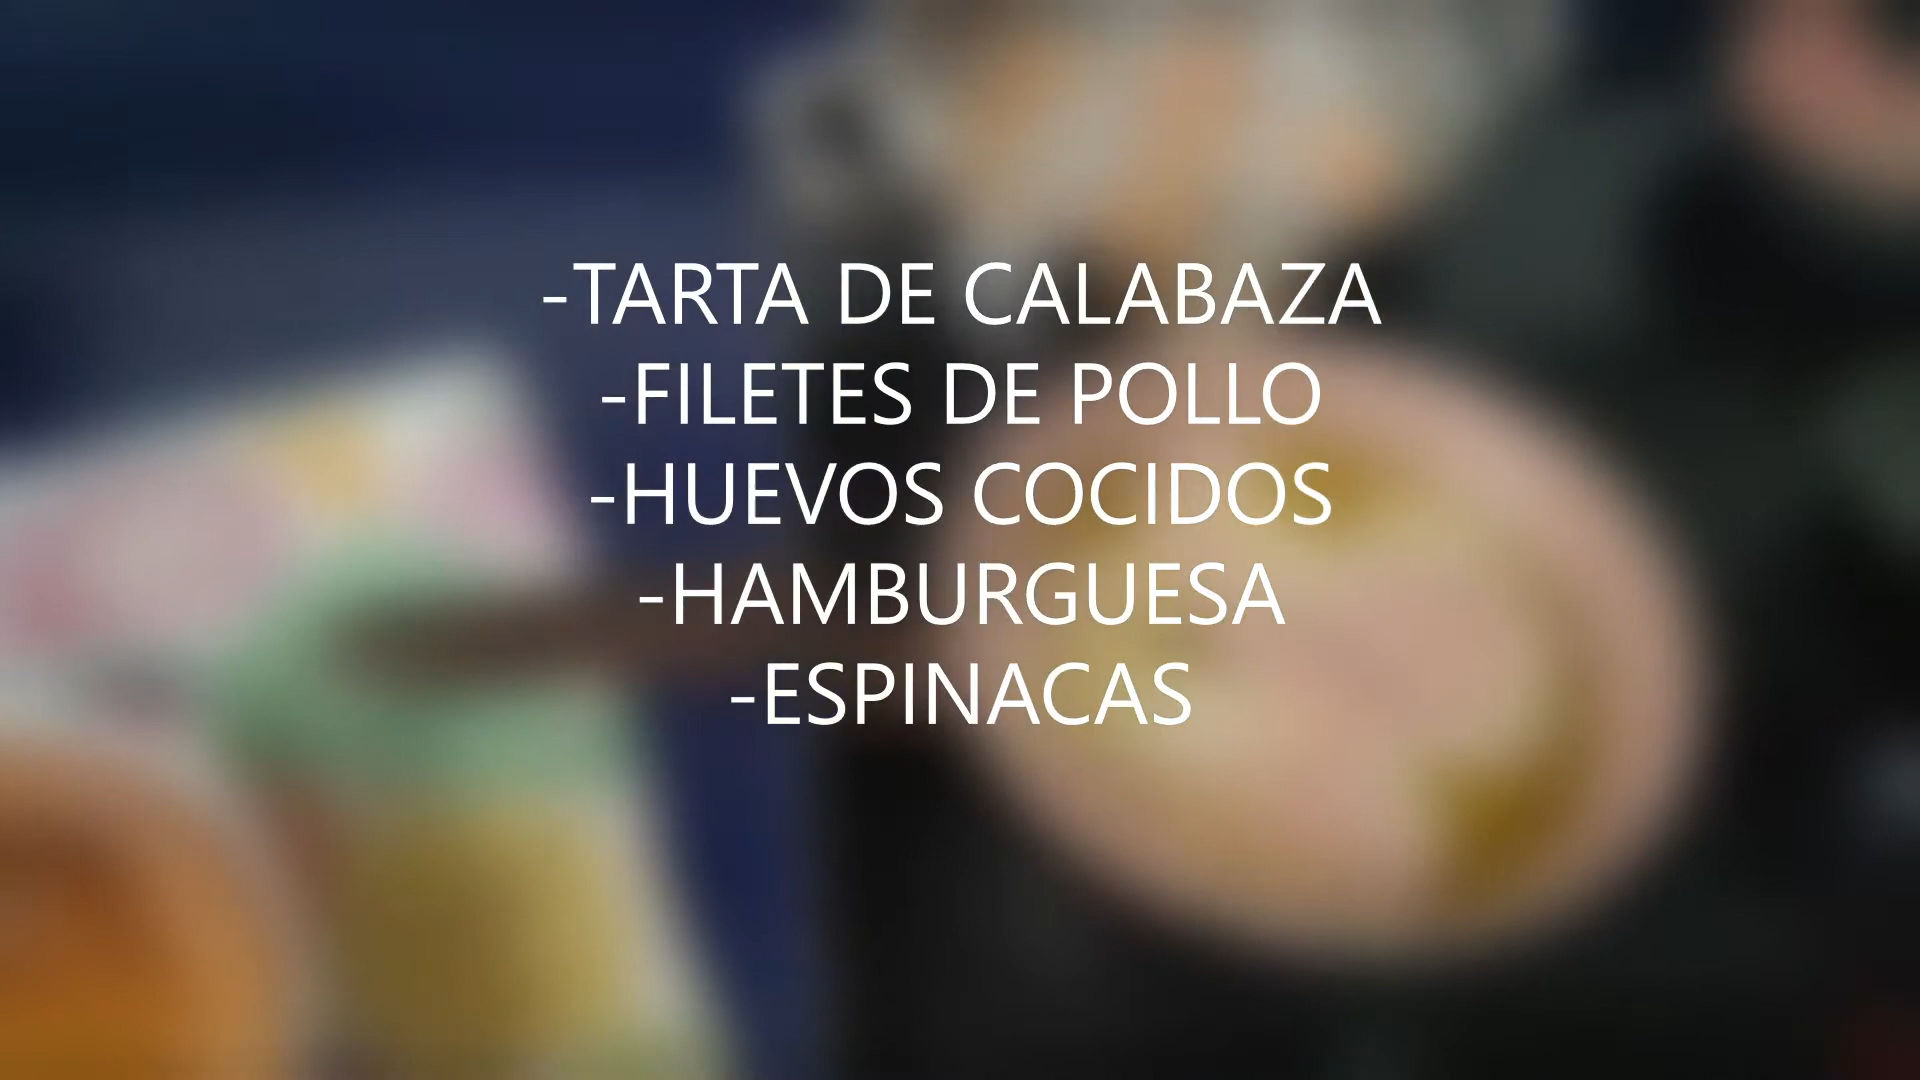 -TARTA DE CALABAZA
-FILETES DE POLLO
-HUEVOS COCIDOS
-HAMBURGUESA
-ESPINACAS